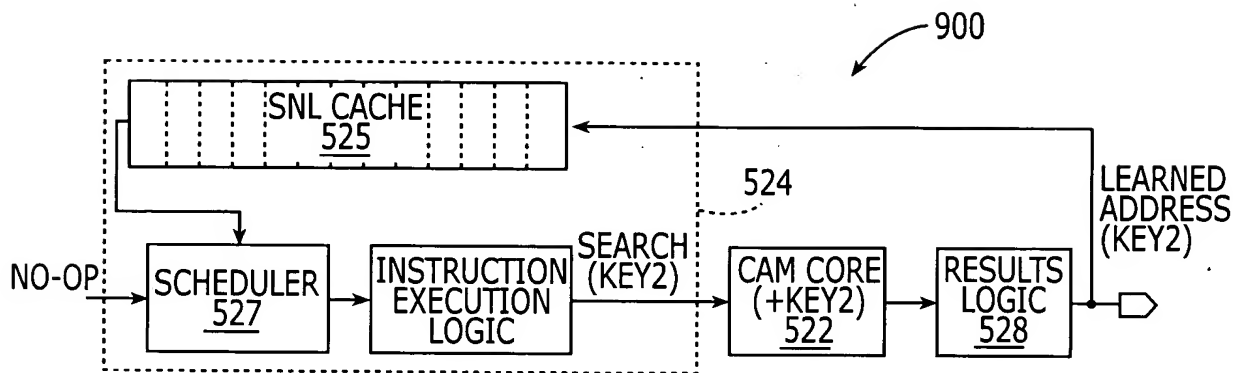 900
SNL CACHE
525
524
LEARNED
ADDRESS
(KEY2)
NO-OP
SCHEDULER
527
INSTRUCTION
EXECUTION
LOGIC
SEARCH
(KEY2)
CAM CORE
(+KEY2)
522
RESULTS
LOGIC
528